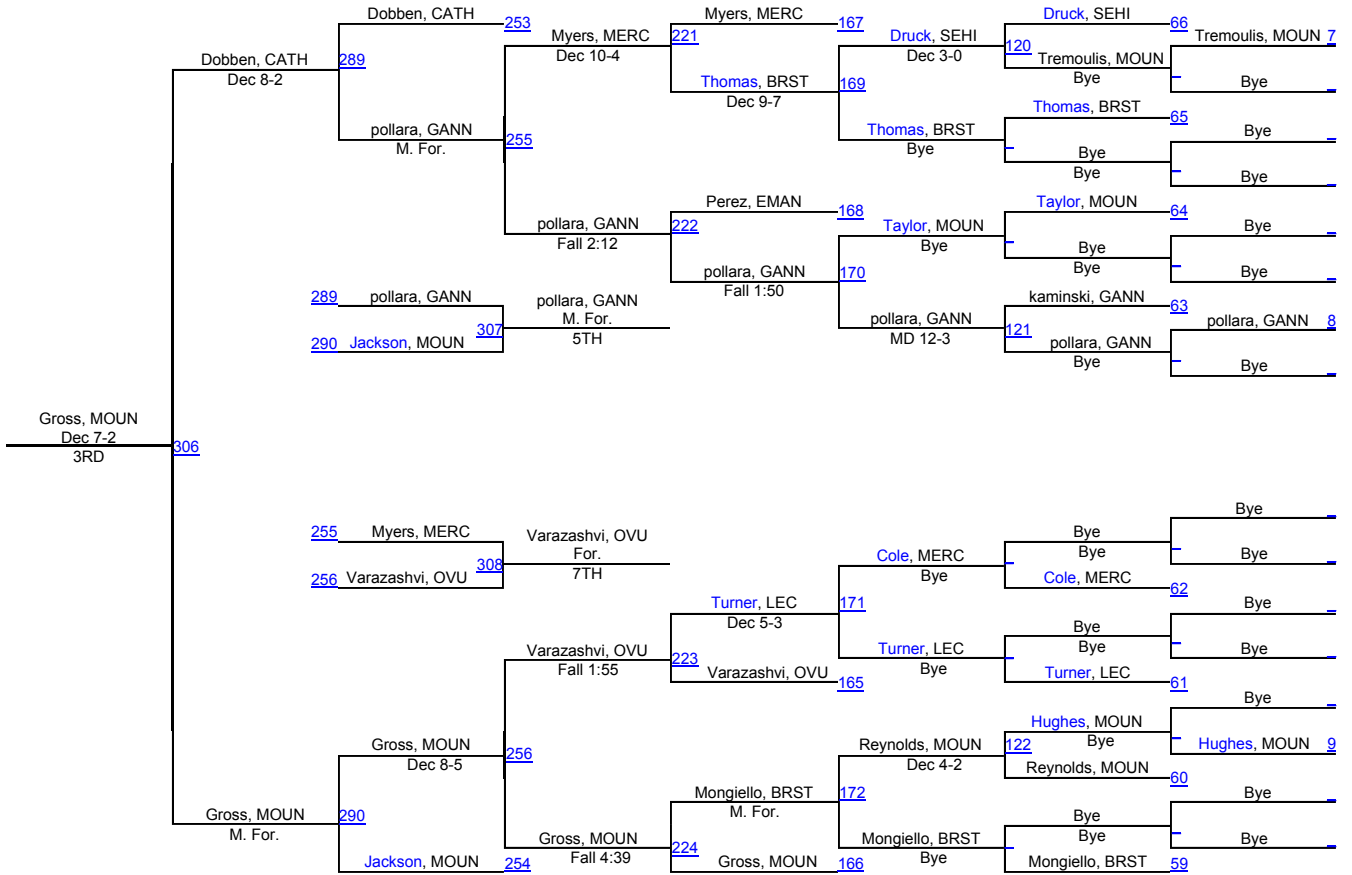 Dobben, CATH 253
Myers, MERC 167
Druck, SEHI 66
Tremoulis, MOUN 7
Myers, MERC 221
Dec 10-4
Druck, SEHI 120
Dec 3-0
Dobben, CATH 289
Dec 8-2
Tremoulis, MOUN
Bye
Bye
Thomas, BRST 169
Dec 9-7
Thomas, BRST 65
pollara, GANN 255
M. For.
Thomas, BRST
Bye
Bye
Bye
Bye
Bye
Perez, EMAN 168
Taylor, MOUN 64
pollara, GANN 222
Fall 2:12
Taylor, MOUN
Bye
Bye
Bye
Bye
Bye
pollara, GANN 170
Fall 1:50
289 pollara, GANN
pollara, GANN
M. For.
307
5TH
290 Jackson, MOUN
kaminski, GANN 63
pollara, GANN 121
MD 12-3
pollara, GANN 8
pollara, GANN
Bye
Bye
Gross, MOUN
Dec 7-2
306
3RD
Bye
255 Myers, MERC
Varazashvi, OVU
For.
308
7TH
256 Varazashvi, OVU
Bye
Bye
Bye
Cole, MERC
Bye
Cole, MERC 62
Turner, LEC 171
Dec 5-3
Bye
Bye
Bye
Bye
Turner, LEC
Bye
Varazashvi, OVU 223
Fall 1:55
Varazashvi, OVU 165
Turner, LEC 61
Bye
Hughes, MOUN
Bye
Hughes, MOUN 9
Gross, MOUN 256
Dec 8-5
Reynolds, MOUN 122
Dec 4-2
Reynolds, MOUN 60
Mongiello, BRST 172
M. For.
Bye
Gross, MOUN 290
M. For.
Bye
Bye
Bye
Gross, MOUN 224
Fall 4:39
Mongiello, BRST
Bye
Jackson, MOUN 254
Gross, MOUN 166
Mongiello, BRST 59